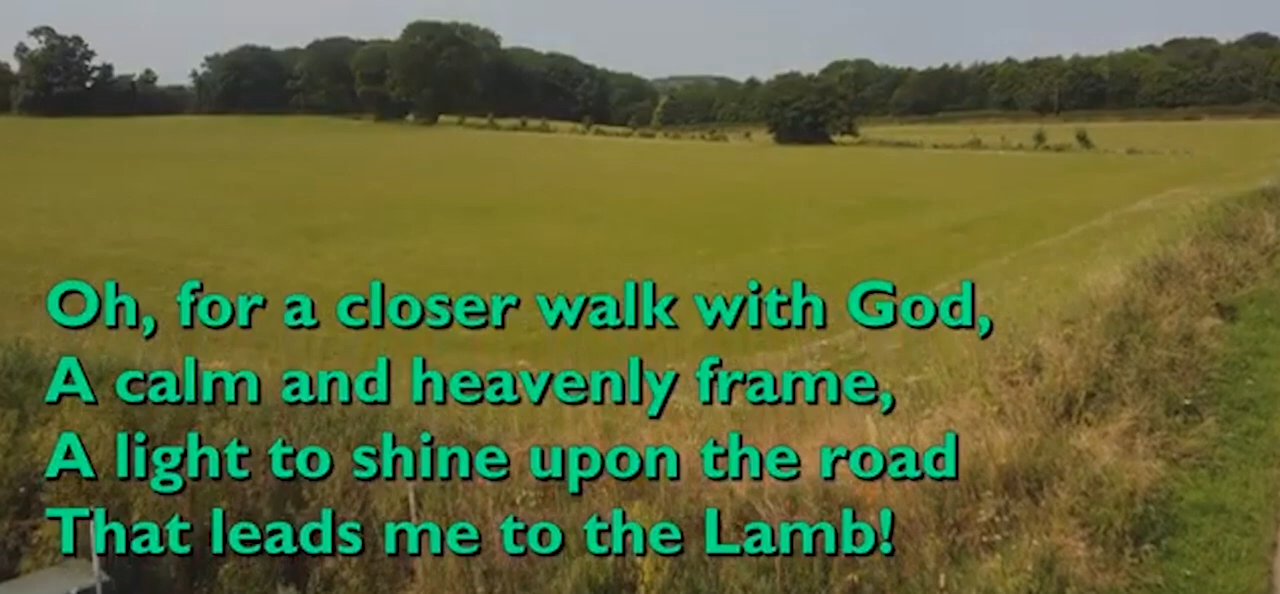 Oh, for a closer walk with God,
A calm and heavenly frame,
A light to shine upon the road
That leads me to the Lamb!